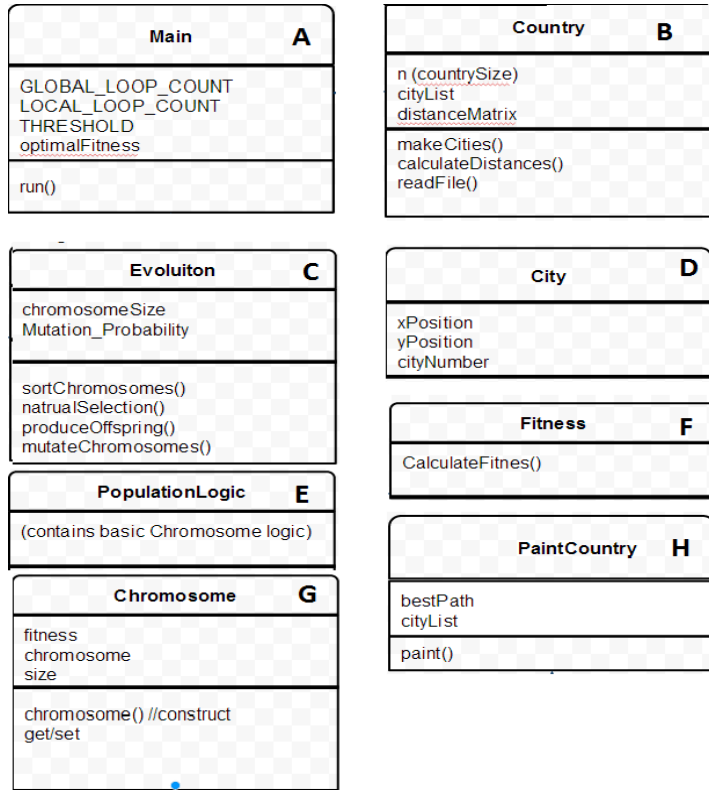 Main A
GLOBAL_LOOP_COUNT
LOCAL_LOOP_COUNT
THRESHOLD
optimalFitness
run()
Country B
n (countrySize)
cityList
distanceMatrix
makeCities()
calculateDistances()
readFile()
Evoluiton C
chromosomeSize
Mutation_Probability
sortChromosomes()
natrualSelection()
produceOffspring()
mutateChromosomes()
City D
xPosition
yPosition
cityNumber
PopulationLogic E
(contains basic Chromosome logic)
Fitness F
CalculateFitnes()
Chromosome G
fitness
chromosome
size
chromosome() //construct
get/set
PaintCountry H
bestPath
cityList
paint()